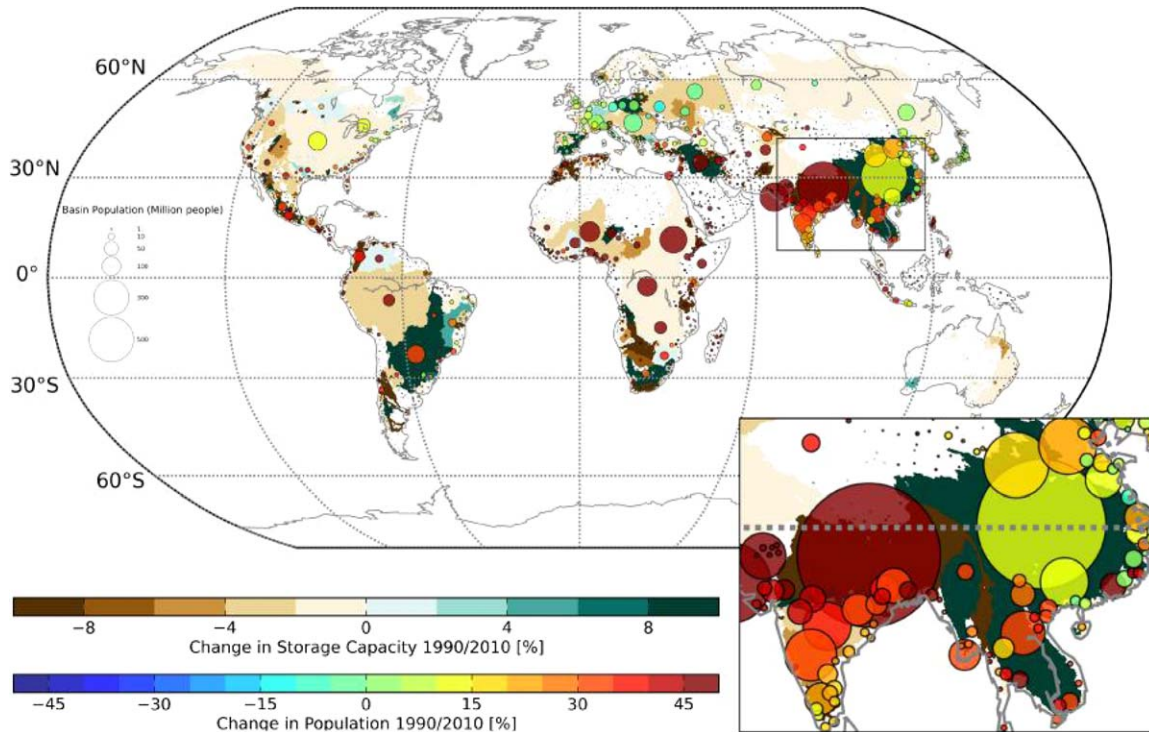 60°N
30°N
Basin Population (Million people)
1
10
50
100
300
500
0°
30°S
60°S
−8 −4 0 4 8
Change in Storage Capacity 1990/2010 [%]
−45 −30 −15 0 15 30 45
Change in Population 1990/2010 [%]